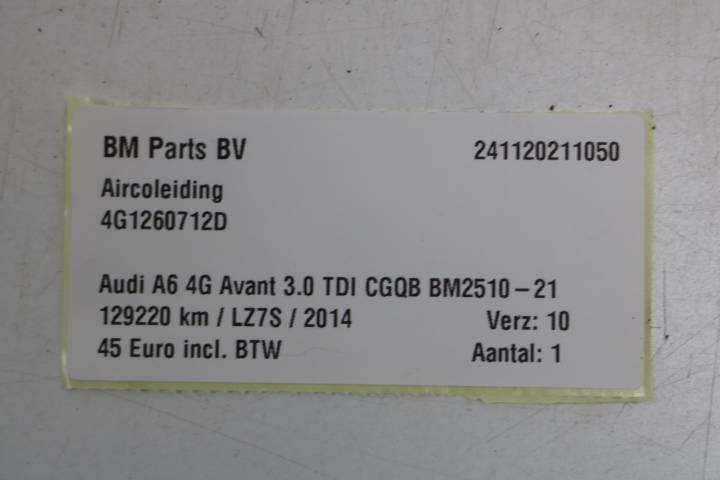 BM Parts BV 241120211050
Aircoleiding
4G1260712D
Audi A6 4G Avant 3.0 TDI CGQB BM2510-21
129220 km / LZ7S / 2014 Verz: 10
45 Euro incl. BTW Aantal: 1